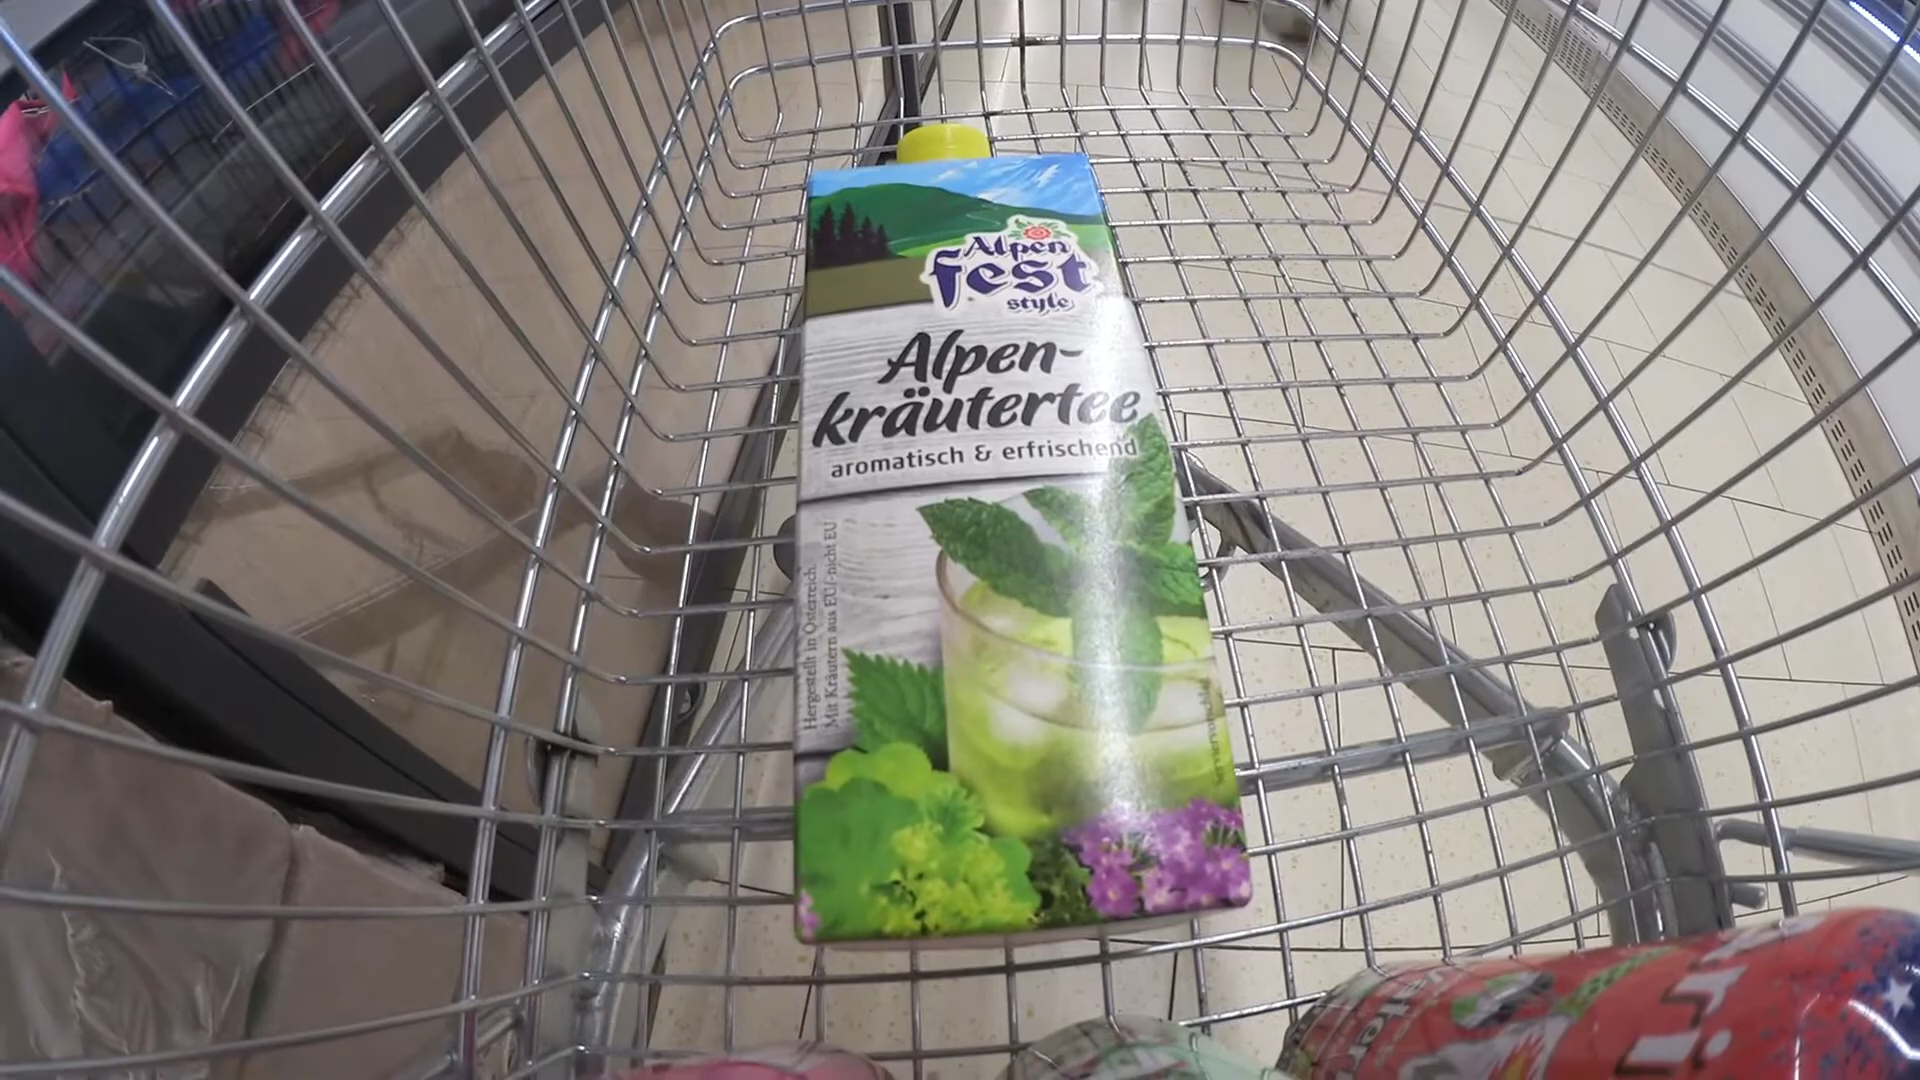 Alpen
fest
style
Alpen-
kräutertee
aromatisch & erfrischend
Hergestellt in Österreich.
Mit Kräutern aus EU/-nicht EU